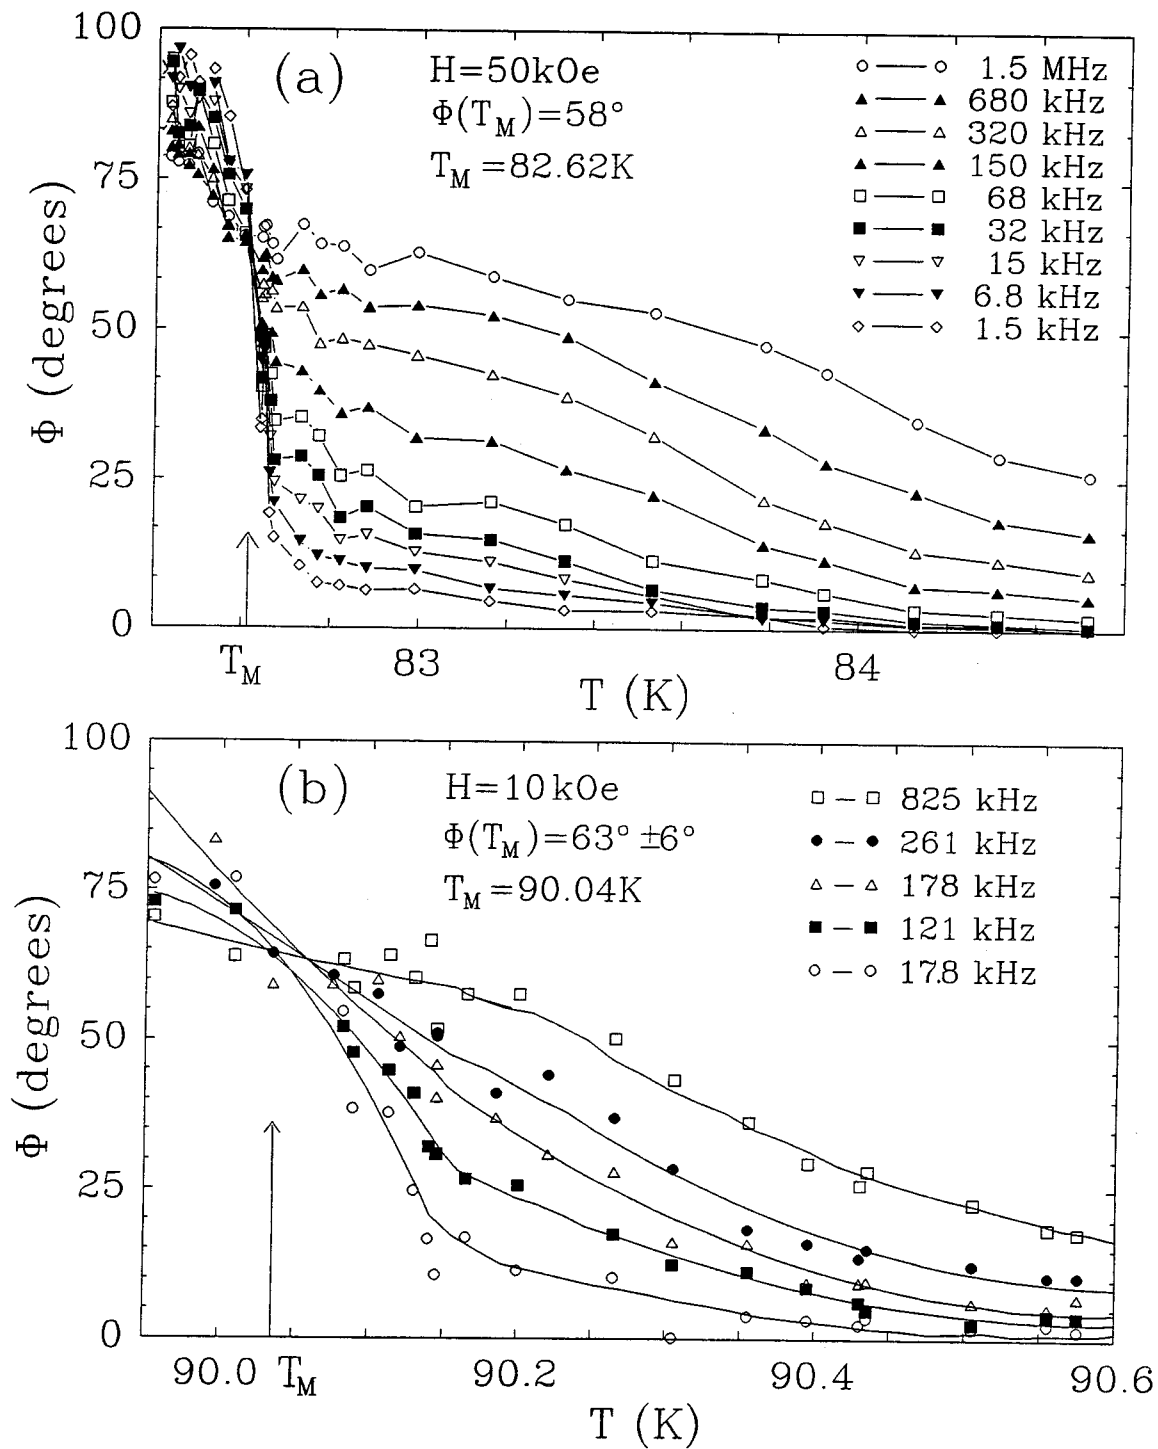 100
75
50
25
0
Φ (degrees)
(a)
H=50kOe
Φ(T_M)=58°
T_M=82.62K
1.5 MHz
680 kHz
320 kHz
150 kHz
68 kHz
32 kHz
15 kHz
6.8 kHz
1.5 kHz
T_M 83 84
T (K)
100
75
50
25
0
Φ (degrees)
(b)
H=10kOe
Φ(T_M)=63° ±6°
T_M=90.04K
825 kHz
261 kHz
178 kHz
121 kHz
17.8 kHz
90.0 T_M 90.2 90.4 90.6
T (K)